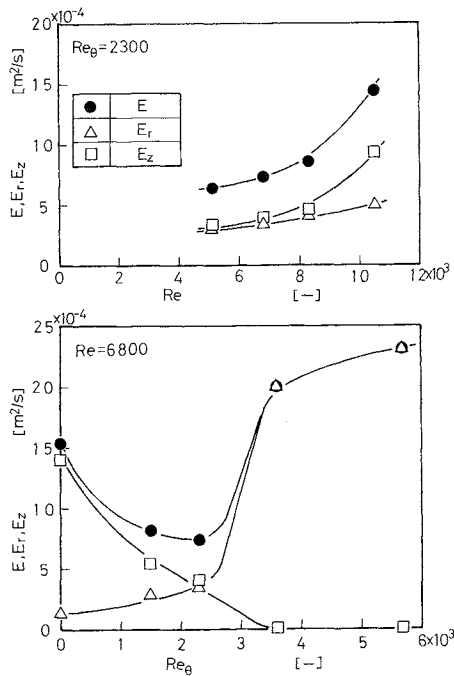 20
×10⁻⁴
Re_θ=2300
[m²/s]
E
E_r
E_z
15
10
5
0
E, E_r, E_z
0 2 4 6 8 10 12×10³
Re [—]
×10⁻⁴
25
Re=6800
[m²/s]
20
15
10
5
0
E, E_r, E_z
0 1 2 3 4 5 6×10³
Re_θ [—]